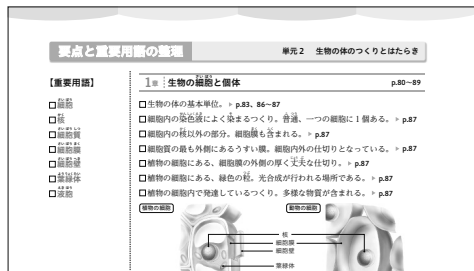 要点と重要用語の整理
単元2 生物の体のつくりとはたらき
【重要用語】
□細胞
□核
□細胞質
□細胞膜
□細胞壁
□葉緑体
□液胞
1章 生物の細胞と個体 p.80〜89
□生物の体の基本単位。▶p.83、86〜87
□細胞内の染色液によく染まるつくり。普通、一つの細胞に1個ある。▶p.87
□細胞内の核以外の部分。細胞膜も含まれる。▶p.87
□細胞質の最も外側にあるうすい膜。細胞内外の仕切りとなっている。▶p.87
□植物の細胞にある、細胞膜の外側の厚く丈夫な仕切り。▶p.87
□植物の細胞にある、緑色の粒。光合成が行われる場所である。▶p.87
□植物の細胞内で発達しているつくり。多様な物質が含まれる。▶p.87
植物の細胞
動物の細胞
核
細胞膜
細胞壁
葉緑体